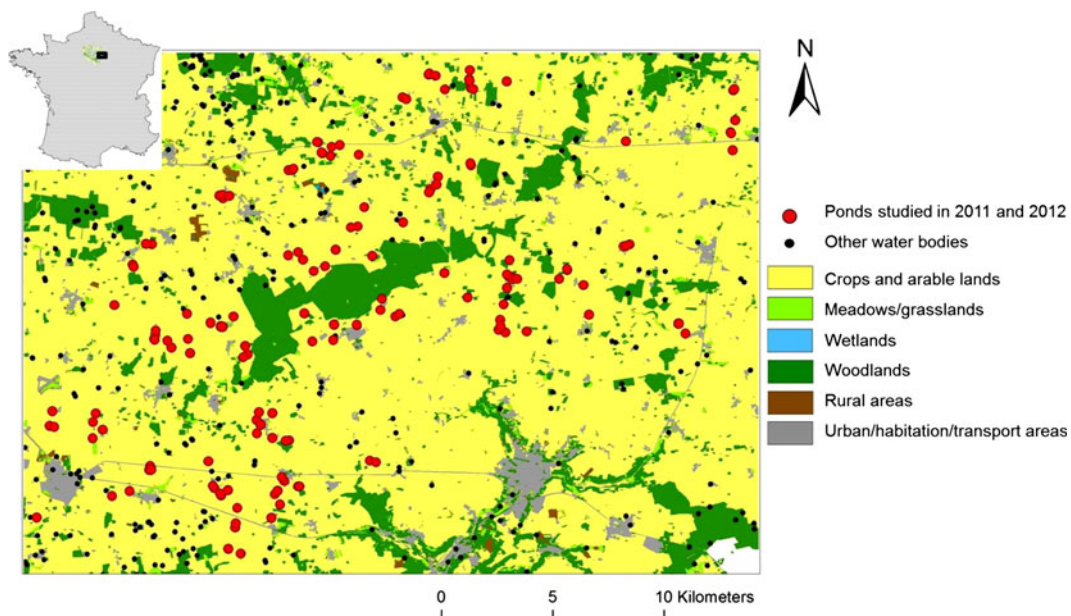 N
Ponds studied in 2011 and 2012
Other water bodies
Crops and arable lands
Meadows/grasslands
Wetlands
Woodlands
Rural areas
Urban/habitation/transport areas
0 5 10 Kilometers